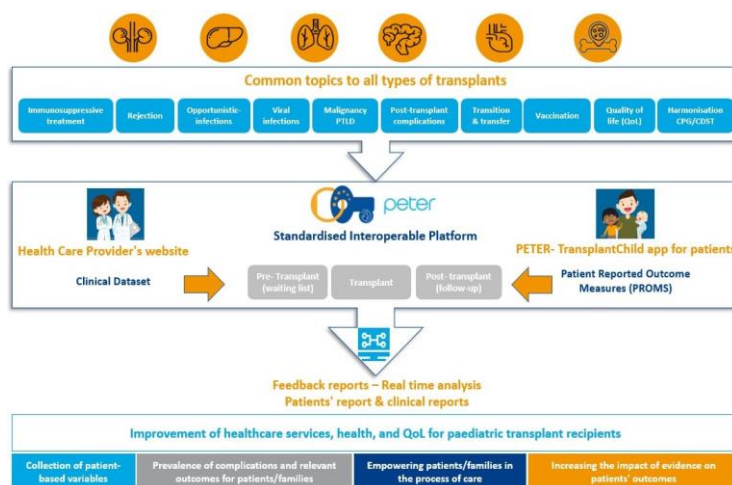 Common topics to all types of transplants
Immunosuppressive
treatment
Rejection
Opportunistic-
infections
Viral
infections
Malignancy
PTLD
Post-transplant
complications
Transition
& transfer
Vaccination
Quality of
life (QoL)
Harmonisation
CPG/CDST
peter
Standardised Interoperable Platform
Health Care Provider's website
PETER- TransplantChild app for patients
Clinical Dataset
Pre- Transplant
(waiting list)
Transplant
Post- transplant
(follow-up)
Patient Reported Outcome
Measures (PROMS)
Feedback reports – Real time analysis
Patients' report & clinical reports
Improvement of healthcare services, health, and QoL for paediatric transplant recipients
Collection of patient-
based variables
Prevalence of complications and relevant
outcomes for patients/families
Empowering patients/families in
the process of care
Increasing the impact of evidence on
patients' outcomes